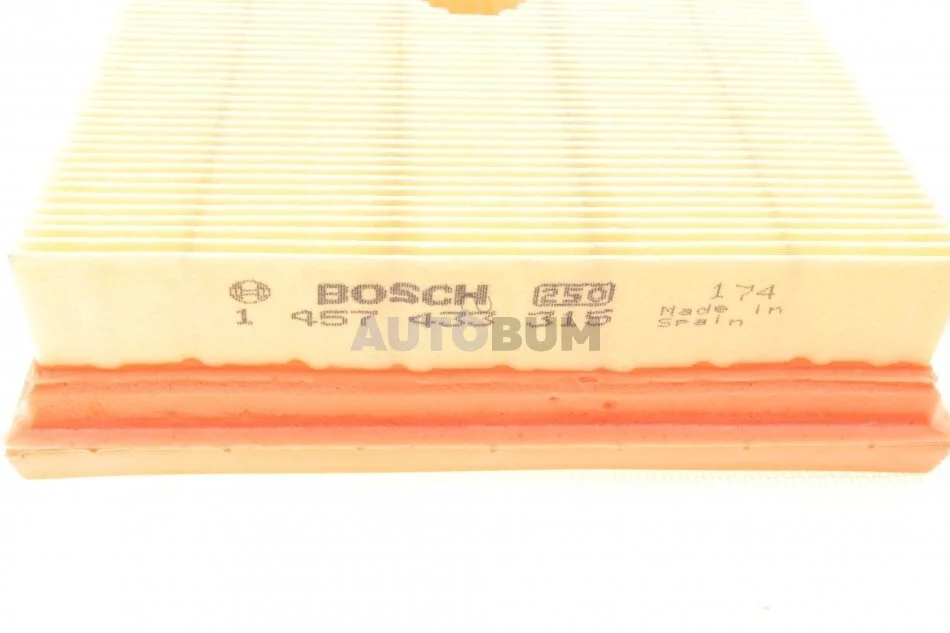 BOSCH 250 174
1 457 433 315 Made in
Spain
AUTOBUM